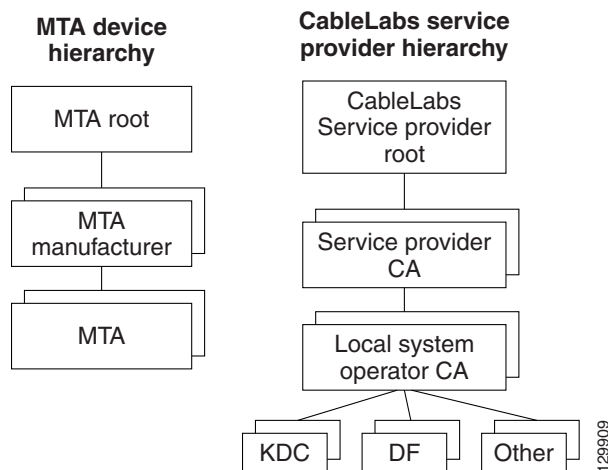 MTA device
hierarchy
MTA root
MTA
manufacturer
MTA
CableLabs service
provider hierarchy
CableLabs
Service provider
root
Service provider
CA
Local system
operator CA
KDC
DF
Other
129909